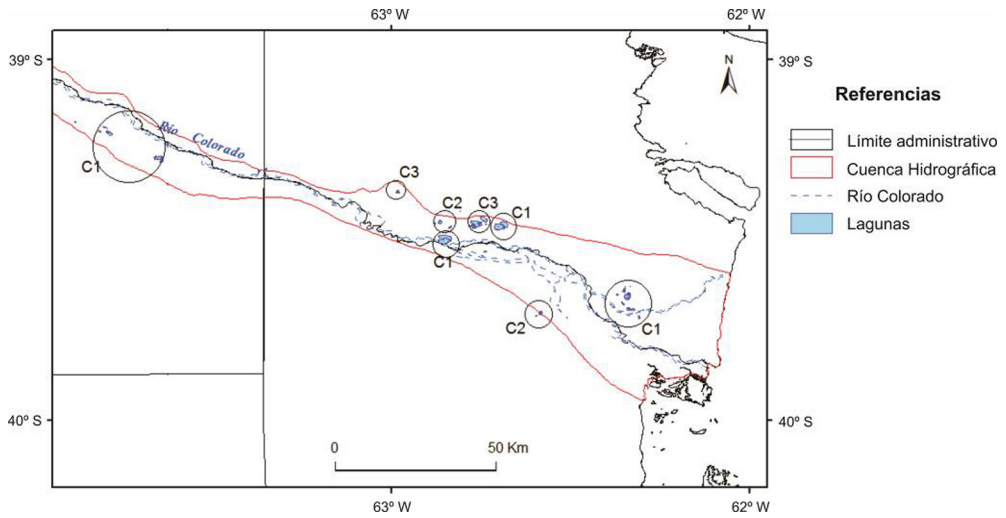 63º W
62º W
39º S
39º S
N
Referencias
Río Colorado
Límite administrativo
C1
Cuenca Hidrográfica
C3
Río Colorado
C2
C3
C1
Lagunas
C1
C2
C1
40º S
40º S
0
50 Km
63º W
62º W